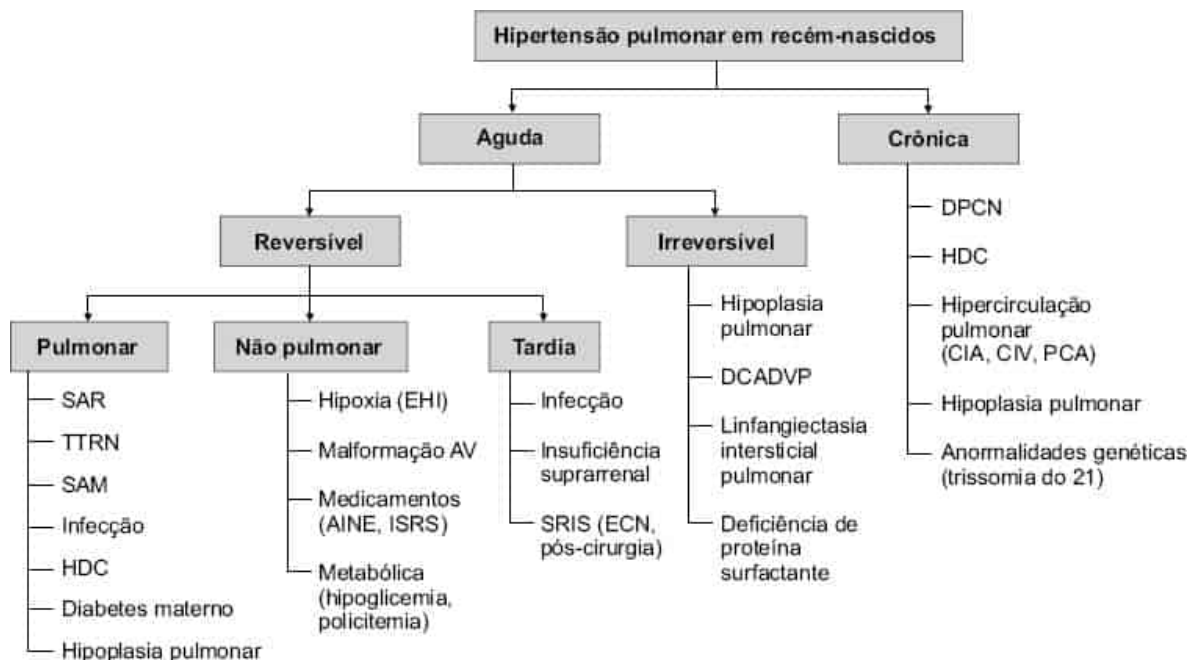 Hipertensão pulmonar em recém-nascidos
Aguda
Crônica
Reversível
Irreversível
Pulmonar
SAR
TTRN
SAM
Infecção
HDC
Diabetes materno
Hipoplasia pulmonar
Não pulmonar
Hipoxia (EHI)
Malformação AV
Medicamentos
(AINE, ISRS)
Metabólica
(hipoglicemia,
policitemia)
Tardia
Infecção
Insuficiência
suprarrenal
SRIS (ECN,
pós-cirurgia)
Hipoplasia
pulmonar
DCADVP
Linfangiectasia
intersticial
pulmonar
Deficiência de
proteína
surfactante
DPCN
HDC
Hipercirculação
pulmonar
(CIA, CIV, PCA)
Hipoplasia pulmonar
Anormalidades genéticas
(trissomia do 21)